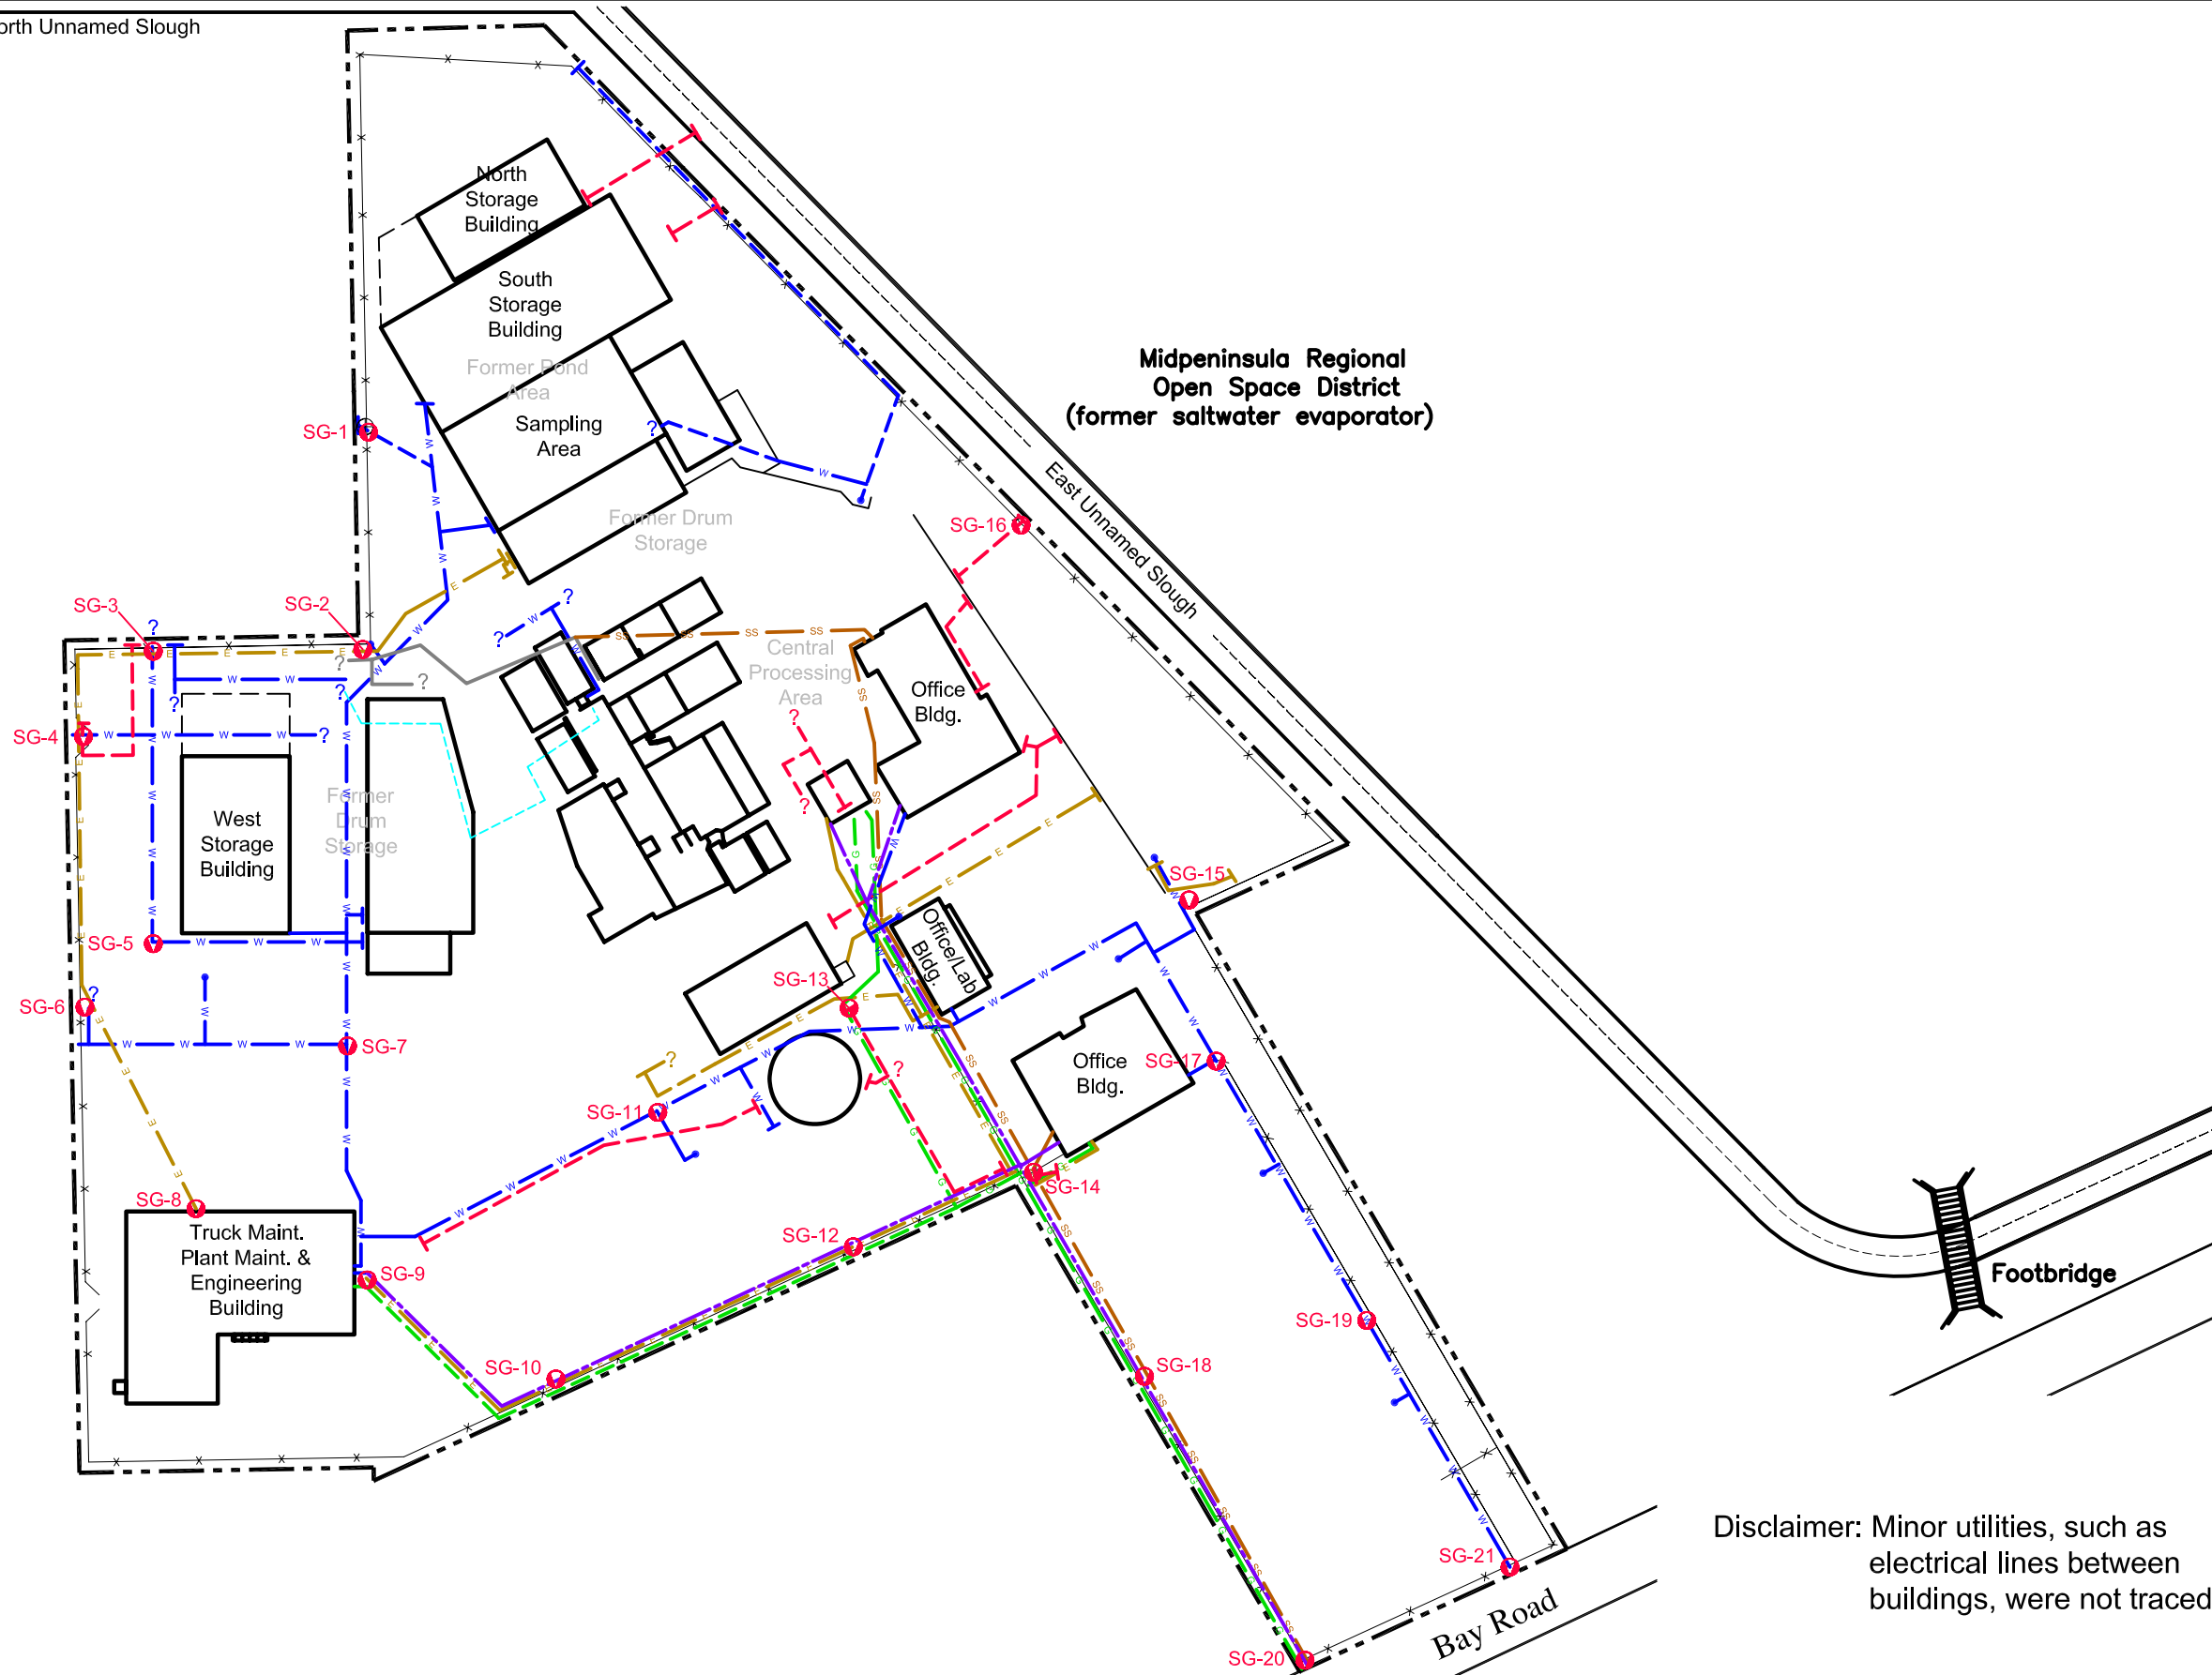 orth Unnamed Slough
North
Storage
Building
South
Storage
Building
Former Pond
Area
Sampling
Area
SG-1
Midpeninsula Regional
Open Space District
(former saltwater evaporator)
East Unnamed Slough
Former Drum
Storage
SG-16
SG-3
SG-2
Central
Processing
Area
Office
Bldg.
SG-4
West
Storage
Building
Former
Drum
Storage
SG-15
SG-5
Office/Lab
Bldg.
SG-13
SG-6
SG-7
Office
Bldg.
SG-17
SG-11
SG-14
SG-8
Truck Maint.
Plant Maint. &
Engineering
Building
SG-12
SG-9
Footbridge
SG-19
SG-10
SG-18
Disclaimer: Minor utilities, such as
electrical lines between
buildings, were not traced
SG-21
Bay Road
SG-20